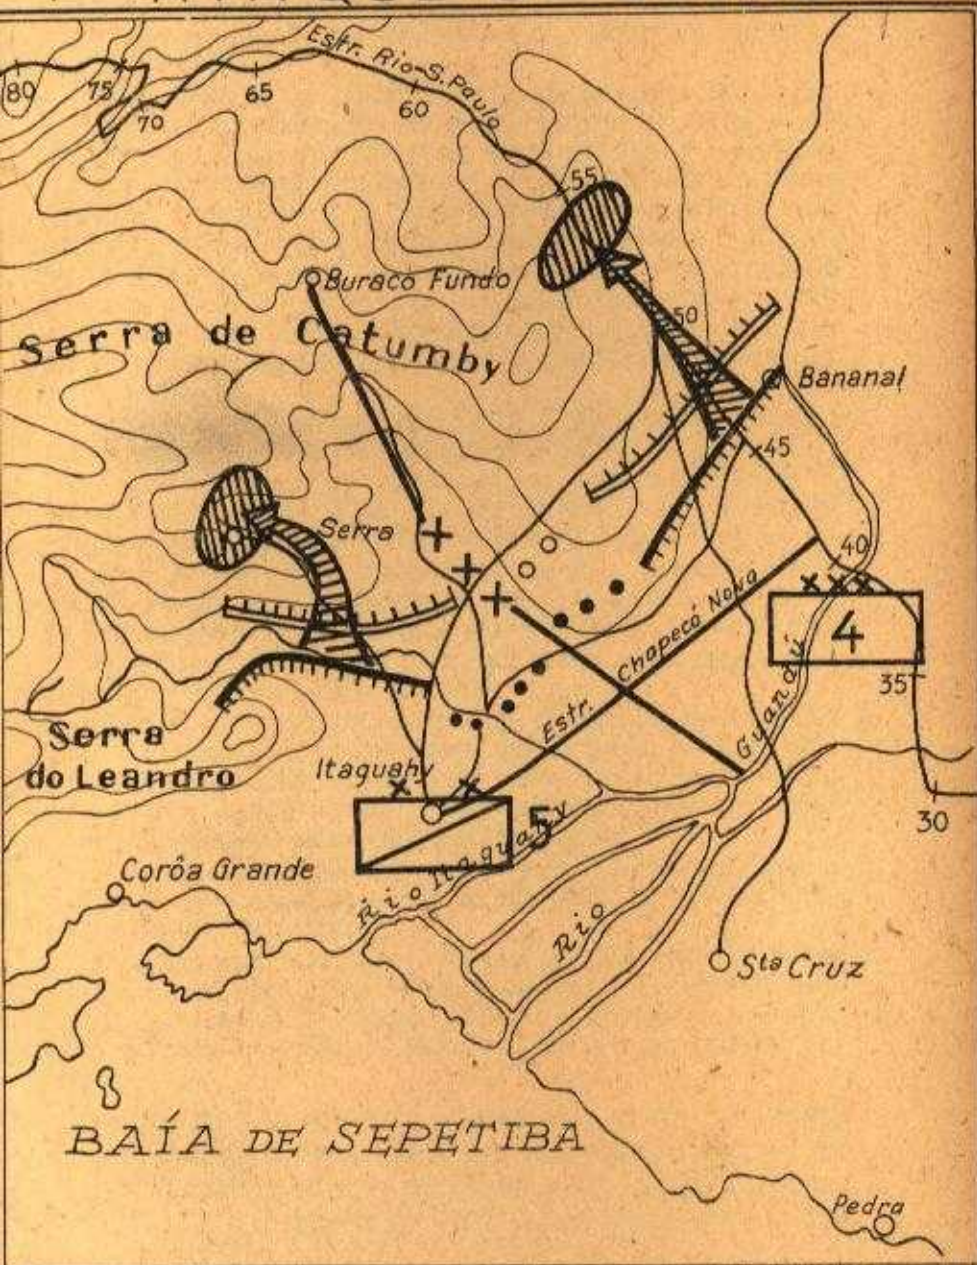 Estr. Rio-S. Paulo
80
75
70
65
60
55
Buraco Fundo
50
Serra de Catumby
Bananal
45
Serra
40
Estr. Chapecó Novo
4
Guandú
35
Serra
do Leandro
Itaguahy
5
30
Rio Itaguahy
Corôa Grande
Rio
Sta Cruz
BAÍA DE SEPETIBA
Pedra